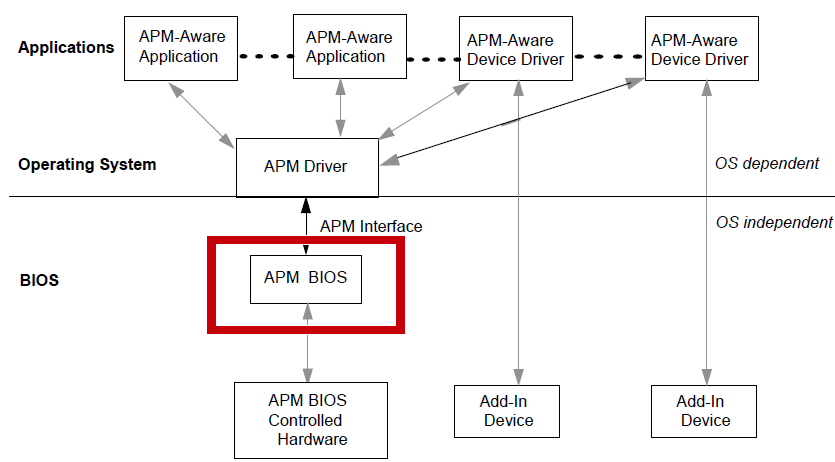 Applications
APM-Aware
Application
APM-Aware
Application
APM-Aware
Device Driver
APM-Aware
Device Driver
Operating System
APM Driver
OS dependent
APM Interface
OS independent
BIOS
APM BIOS
APM BIOS
Controlled
Hardware
Add-In
Device
Add-In
Device